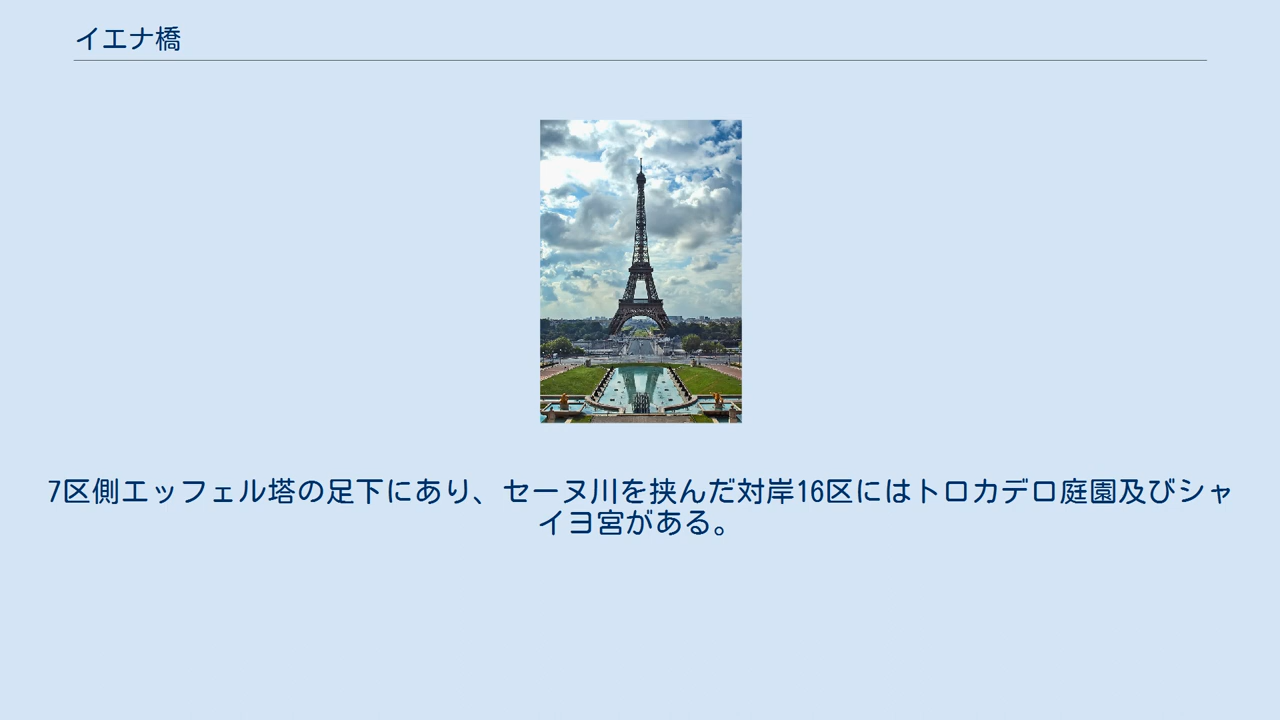 イエナ橋
7区側エッフェル塔の足下にあり、セーヌ川を挟んだ対岸16区にはトロカデロ庭園及びシャ
イヨ宮がある。